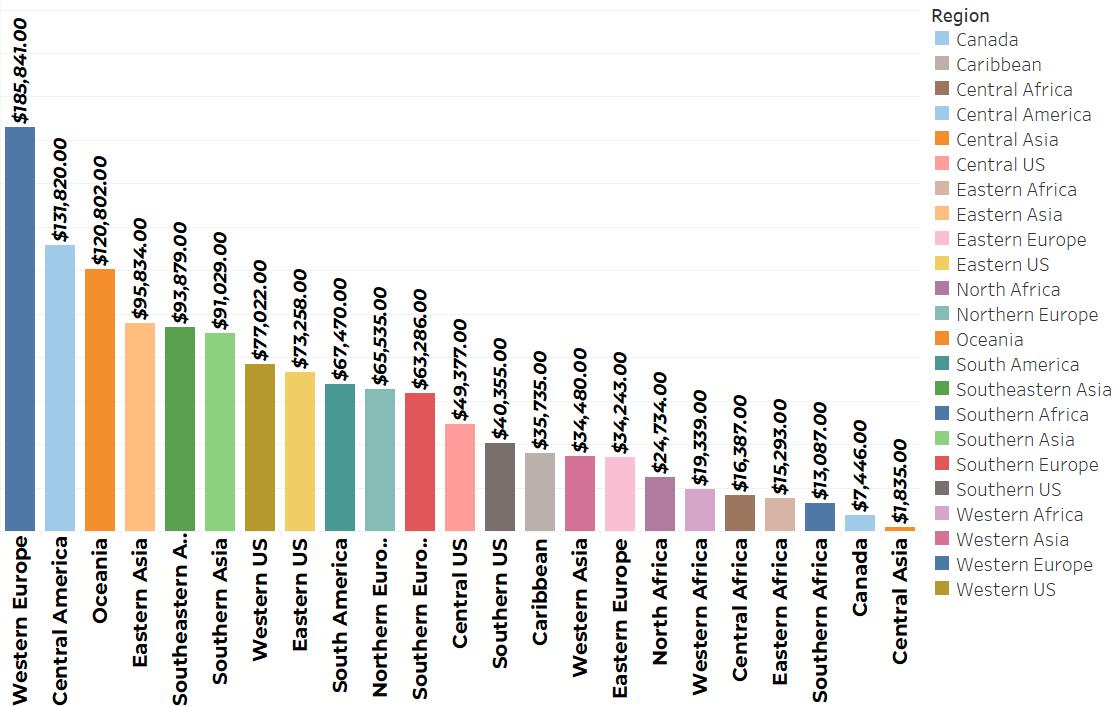 $185,841.00
$131,820.00
$120,802.00
$95,834.00
$93,879.00
$91,029.00
$77,022.00
$73,258.00
$67,470.00
$65,535.00
$63,286.00
$49,377.00
$40,355.00
$35,735.00
$34,480.00
$34,243.00
$24,734.00
$19,339.00
$16,387.00
$15,293.00
$13,087.00
$7,446.00
$1,835.00
Western Europe
Central America
Oceania
Eastern Asia
Southeastern A..
Southern Asia
Western US
Eastern US
South America
Northern Euro..
Southern Euro..
Central US
Southern US
Caribbean
Western Asia
Eastern Europe
North Africa
Western Africa
Central Africa
Eastern Africa
Southern Africa
Canada
Central Asia
Region
Canada
Caribbean
Central Africa
Central America
Central Asia
Central US
Eastern Africa
Eastern Asia
Eastern Europe
Eastern US
North Africa
Northern Europe
Oceania
South America
Southeastern Asia
Southern Africa
Southern Asia
Southern Europe
Southern US
Western Africa
Western Asia
Western Europe
Western US